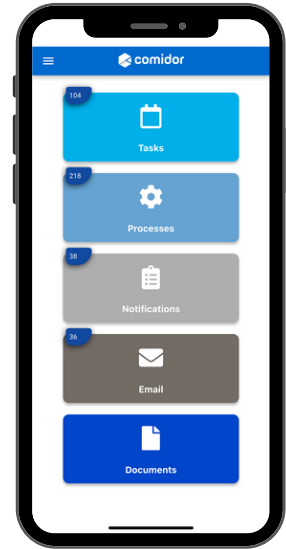 comidor
104
Tasks
218
Processes
38
Notifications
36
Email
Documents